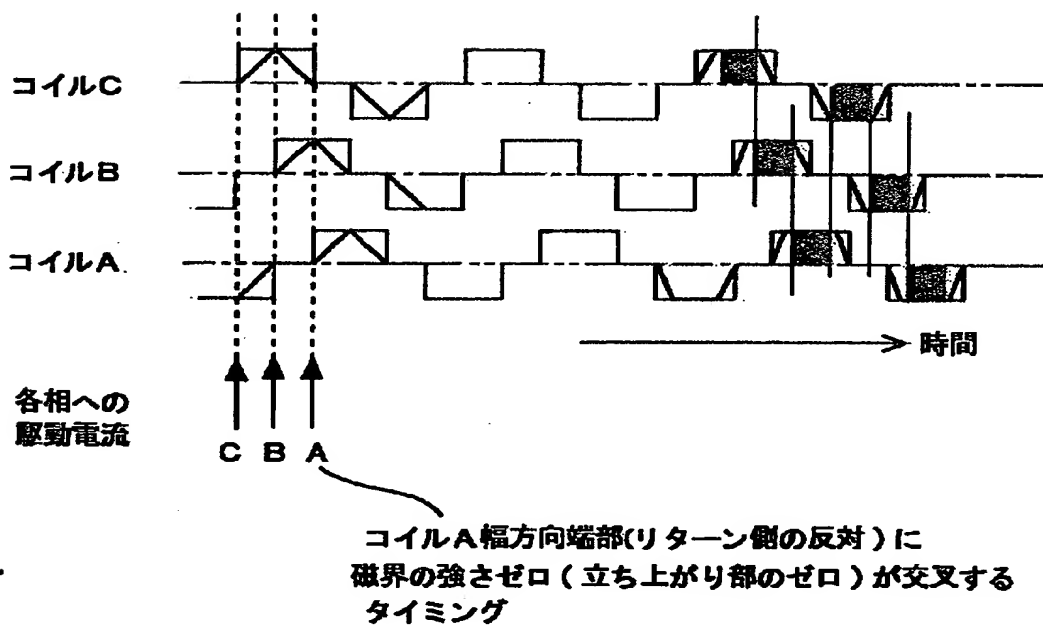 コイルC
コイルB
コイルA
時間
各相への
駆動電流
C B A
コイルA幅方向端部(リターン側の反対)に
磁界の強さゼロ(立ち上がり部のゼロ)が交叉する
タイミング